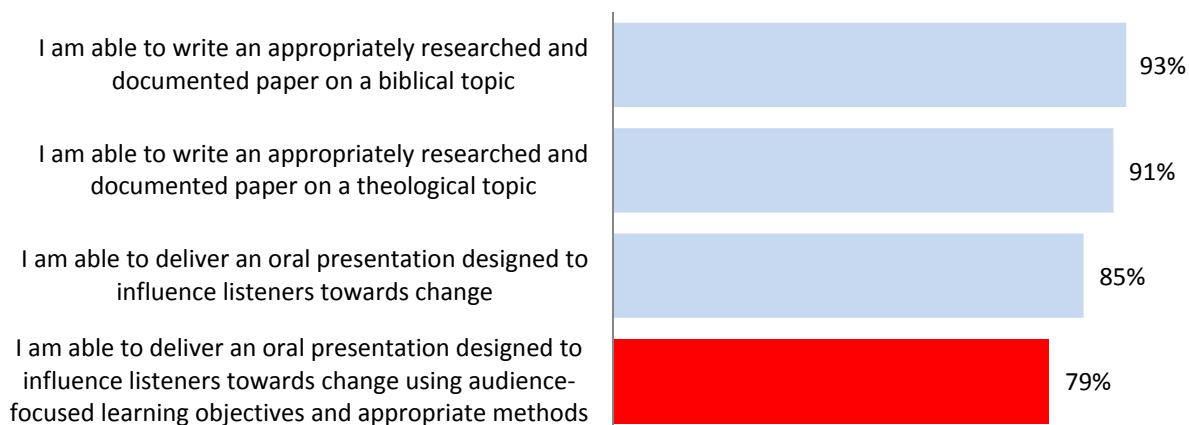 I am able to write an appropriately researched and
documented paper on a biblical topic
93%
I am able to write an appropriately researched and
documented paper on a theological topic
91%
I am able to deliver an oral presentation designed to
influence listeners towards change
85%
I am able to deliver an oral presentation designed to
influence listeners towards change using audience-
focused learning objectives and appropriate methods
79%